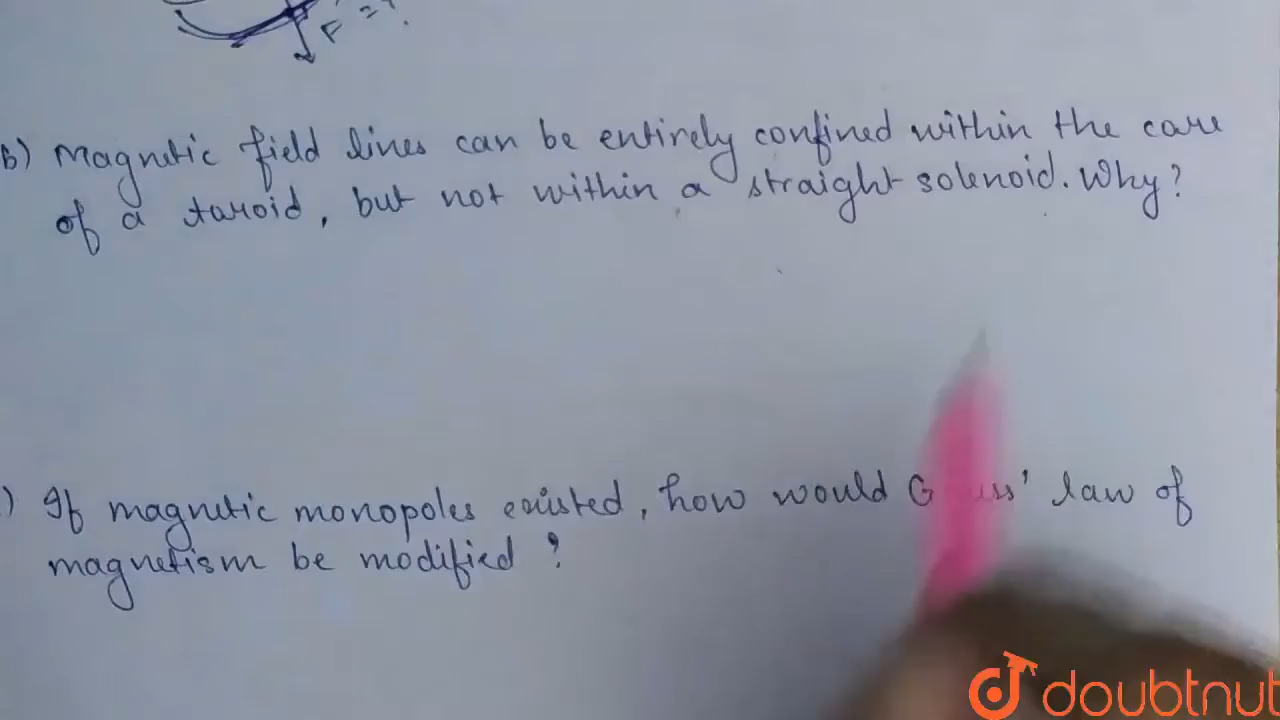 F = ?
b) Magnetic field lines can be entirely confined within the core
of a toroid, but not within a straight solenoid. Why?
) If magnetic monopoles existed, how would law of
magnetism be modified ?
doubtnut